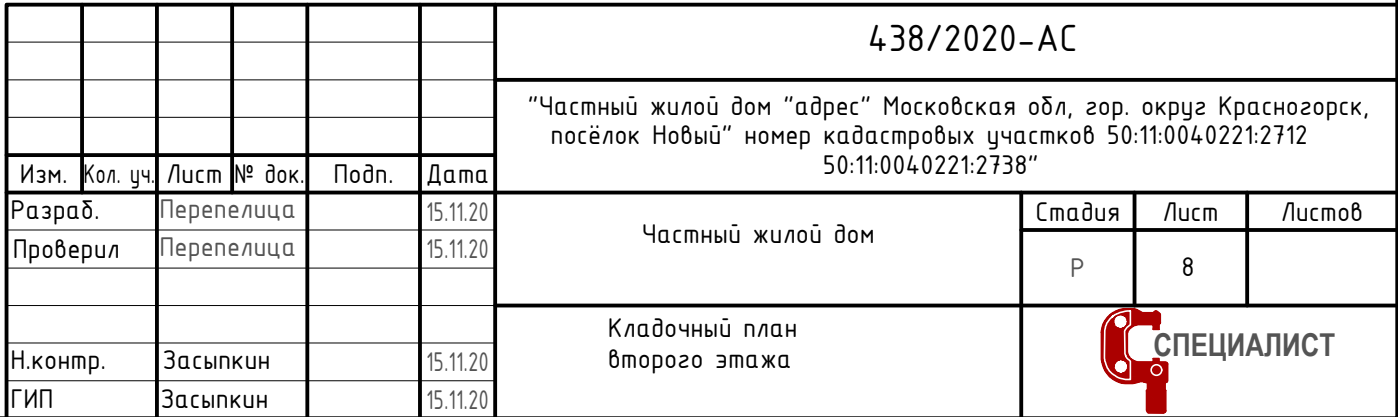 438/2020-АС
"Частный жилой дом "адрес" Московская обл, гор. округ Красногорск,
посёлок Новый" номер кадастровых участков 50:11:0040221:2712
50:11:0040221:2738"
Изм. Кол. уч. Лист № док. Подп. Дата
Разраб. Перепелица 15.11.20
Проверил Перепелица 15.11.20
Частный жилой дом
Стадия Лист Листов
Р 8
Кладочный план
второго этажа
Н.контр. Засыпкин 15.11.20
ГИП Засыпкин 15.11.20
СПЕЦИАЛИСТ